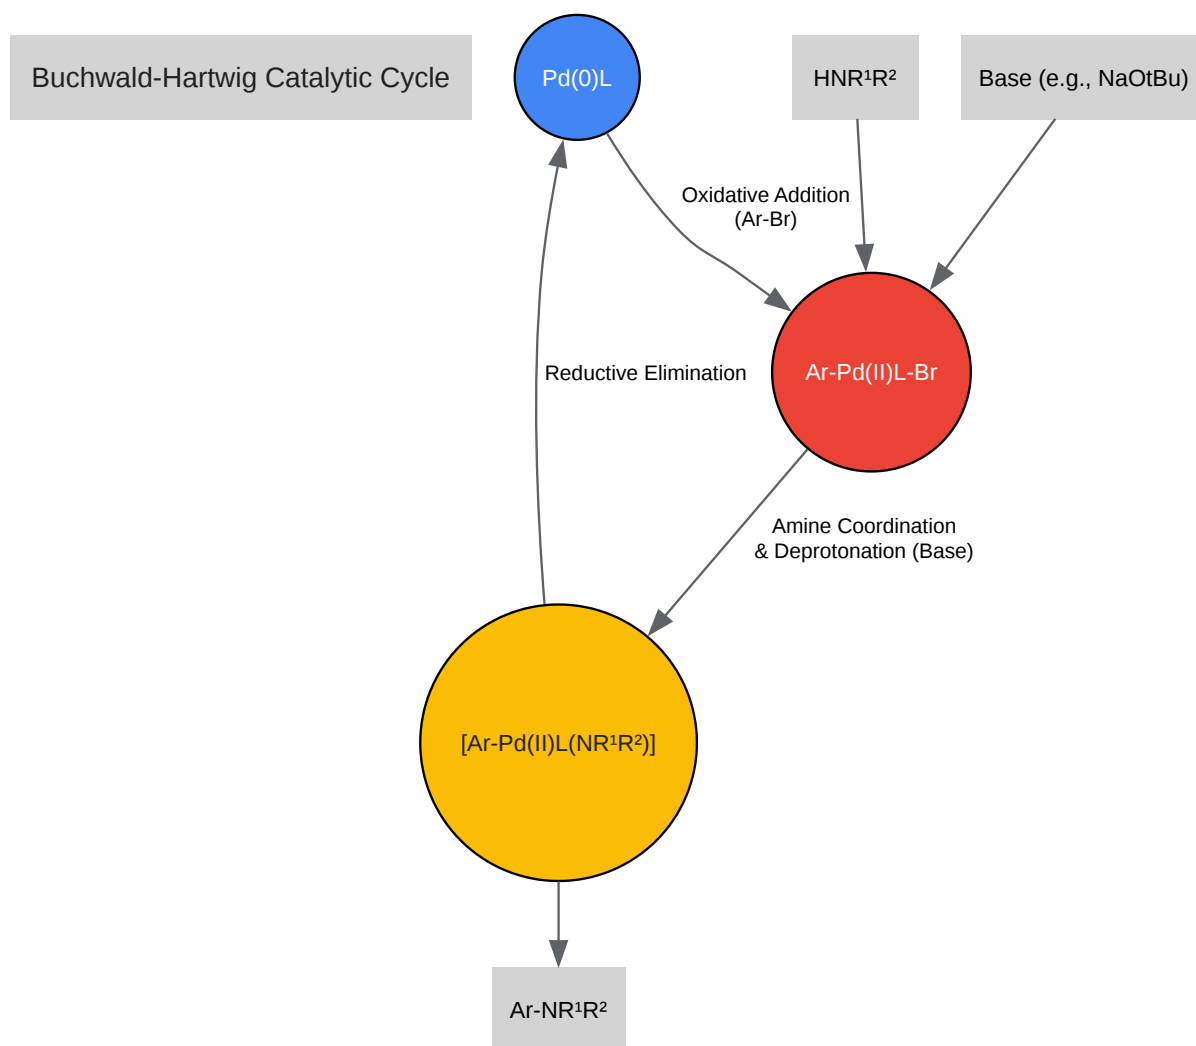 Buchwald-Hartwig Catalytic Cycle
Pd(0)L
HNR¹R²
Base (e.g., NaOtBu)
Oxidative Addition
(Ar-Br)
Reductive Elimination
Ar-Pd(II)L-Br
Amine Coordination
& Deprotonation (Base)
[Ar-Pd(II)L(NR¹R²)]
Ar-NR¹R²